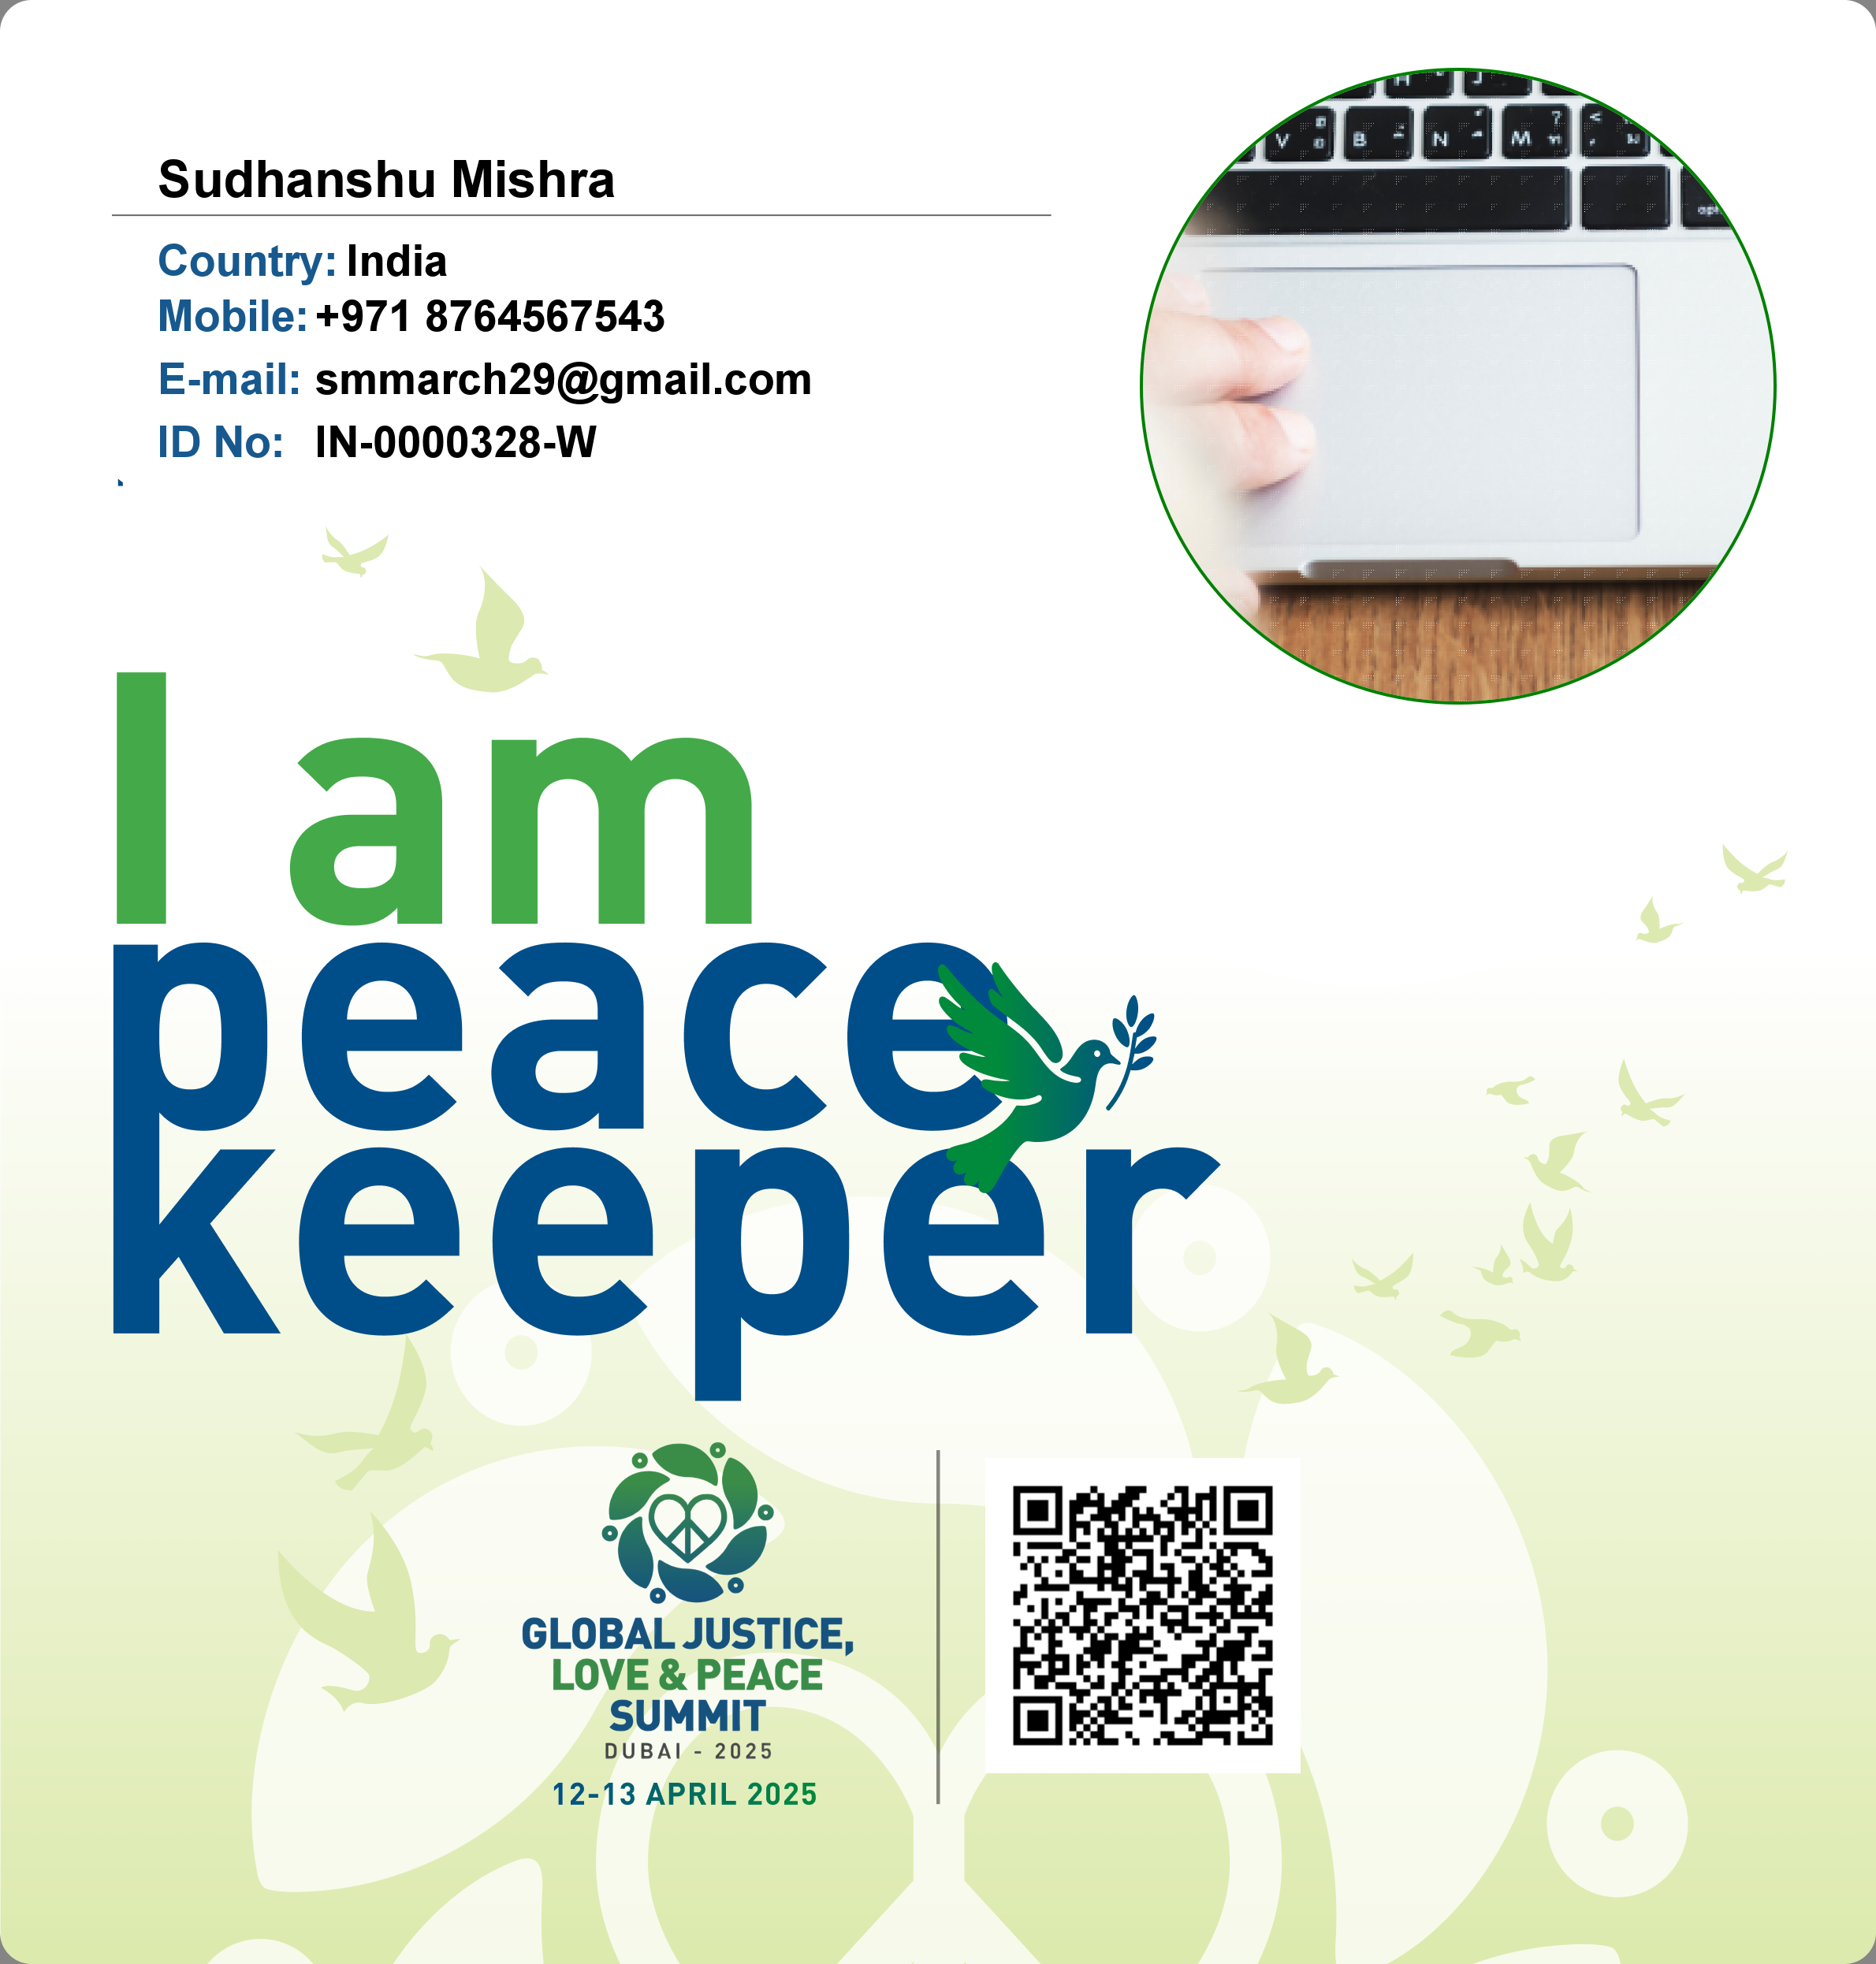 Sudhanshu Mishra
Country: India
Mobile: +971 8764567543
E-mail: smmarch29@gmail.com
ID No: IN-0000328-W
I am
peace
keeper
GLOBAL JUSTICE,
LOVE & PEACE
SUMMIT
DUBAI - 2025
12-13 APRIL 2025
V B N M